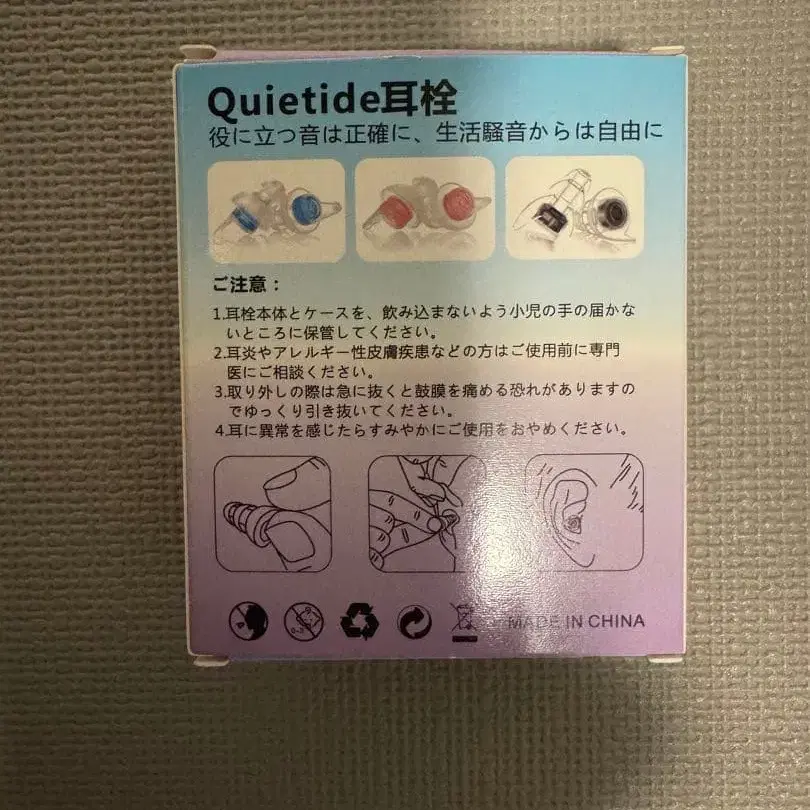 Quietide耳栓
役に立つ音は正確に、生活騒音からは自由に
ご注意：
1.耳栓本体とケースを、飲み込まないよう小児の手の届かな
いところに保管してください。
2.耳炎やアレルギー性皮膚疾患などの方はご使用前に専門
医にご相談ください。
3.取り外しの際は急に抜くと鼓膜を痛める恐れがありますの
でゆっくり引き抜いてください。
4.耳に異常を感じたらすみやかにご使用をおやめください。
0-3
MADE IN CHINA